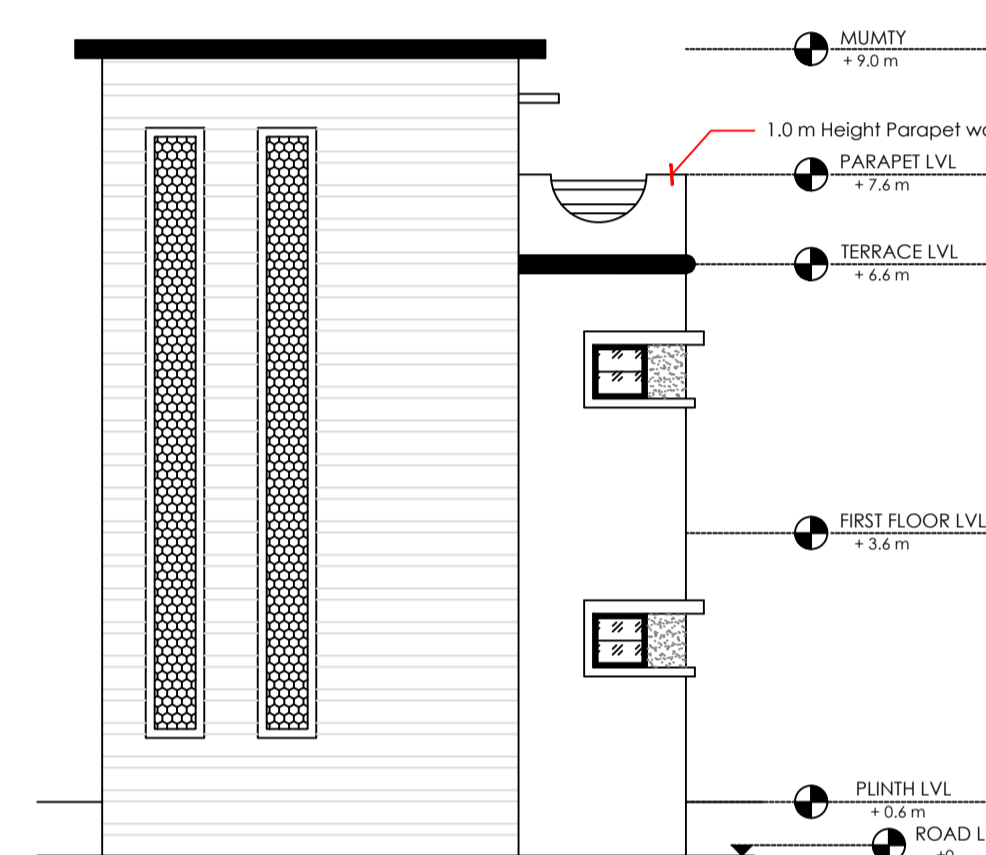 MUMTY
+ 9.0 m
1.0 m Height Parapet
PARAPET LVL
+ 7.6 m
TERRACE LVL
+ 6.6 m
FIRST FLOOR LVL
+ 3.6 m
PLINTH LVL
+ 0.6 m
ROAD